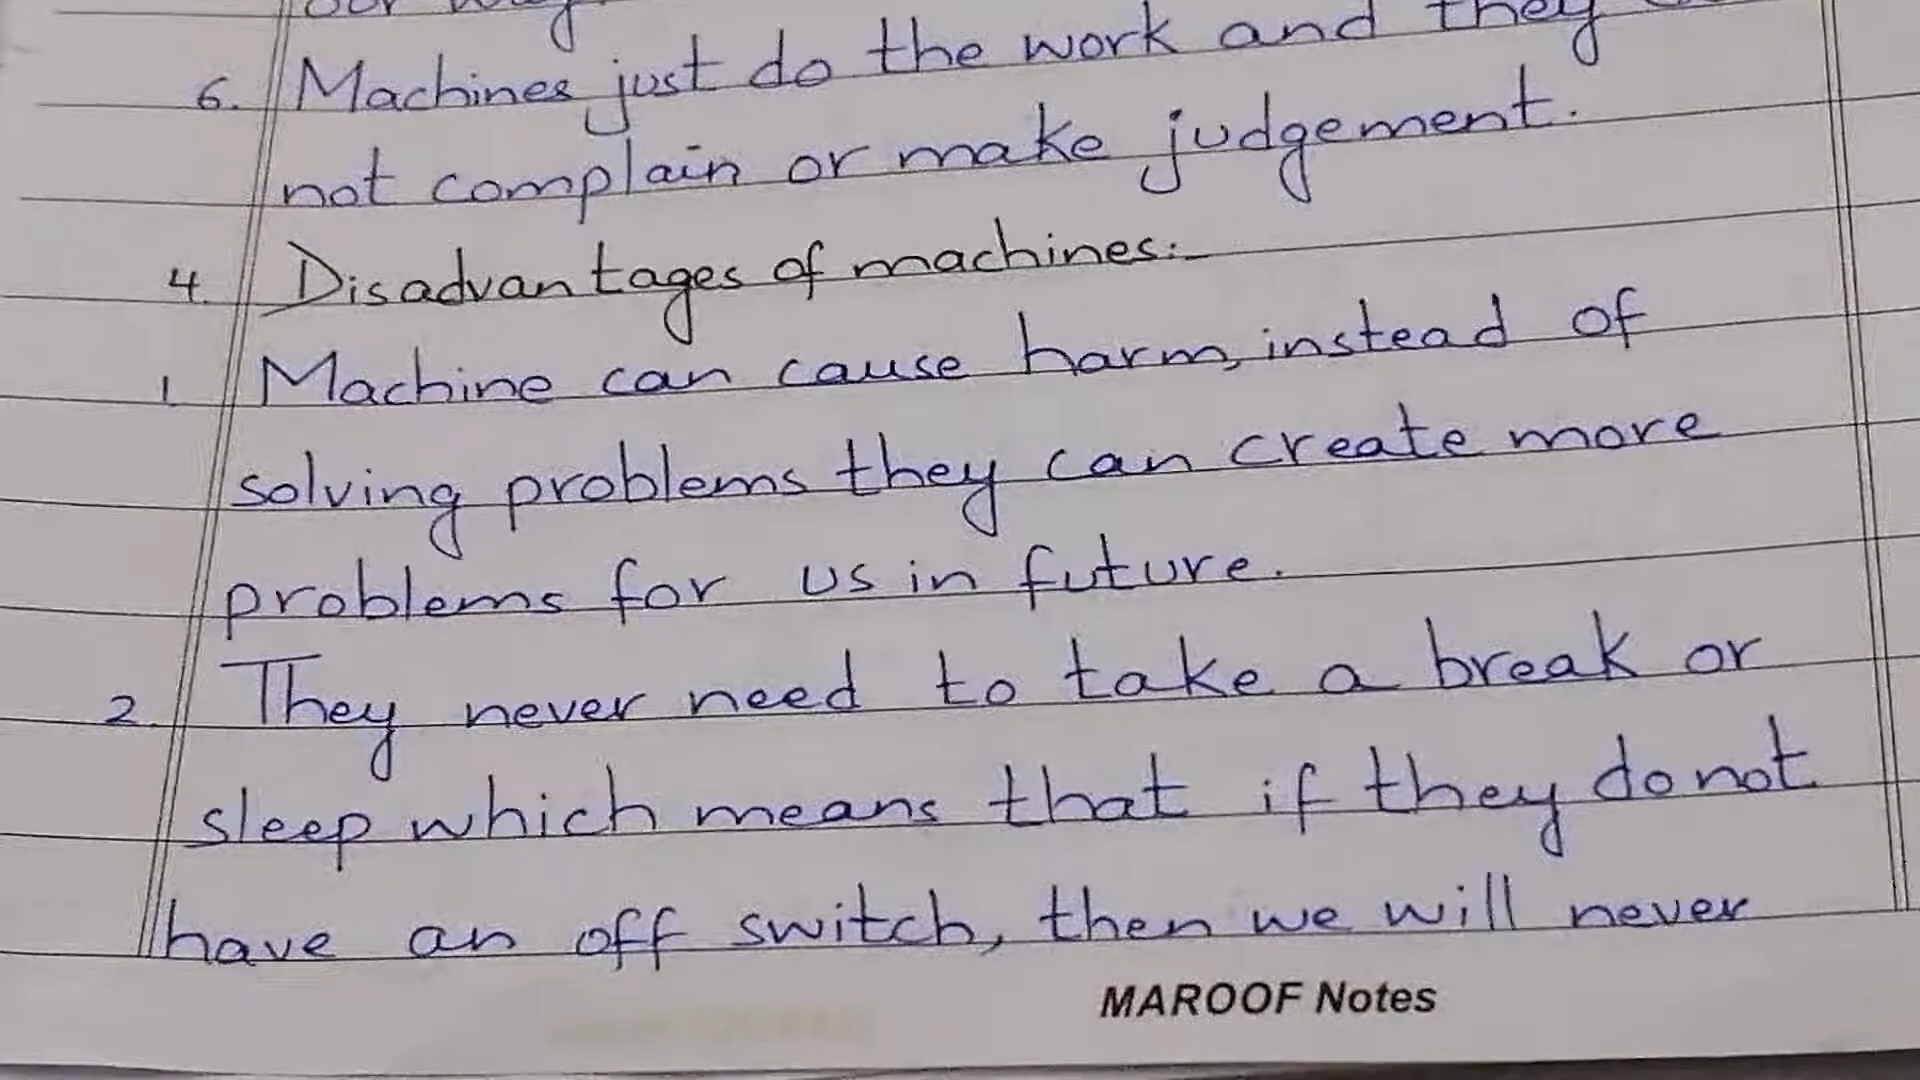 6. Machines just do the work and they
not complain or make judgement.
4. Disadvantages of machines:-
1. Machine can cause harm, instead of
solving problems they can create more
problems for us in future.
2. They never need to take a break or
sleep which means that if they do not
have an off switch, then we will never
MAROOF Notes